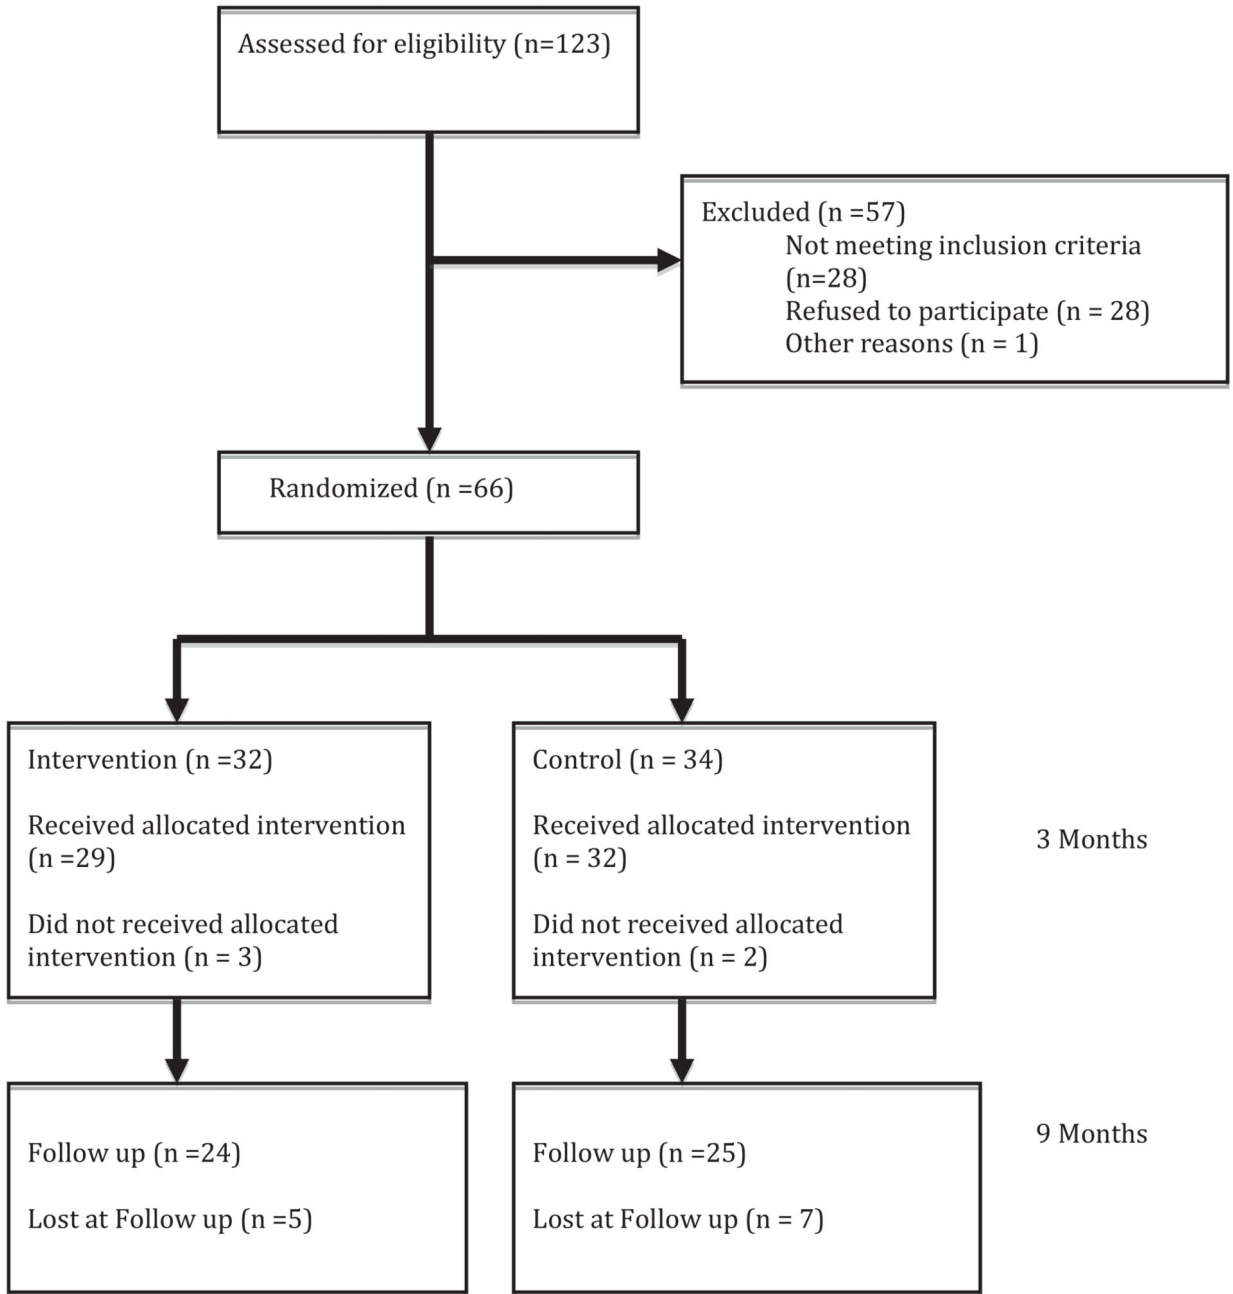 Assessed for eligibility (n=123)
Excluded (n =57)
Not meeting inclusion criteria
(n=28)
Refused to participate (n = 28)
Other reasons (n = 1)
Randomized (n =66)
Intervention (n =32)
Received allocated intervention
(n =29)
Did not received allocated
intervention (n = 3)
Control (n = 34)
Received allocated intervention
(n = 32)
Did not received allocated
intervention (n = 2)
3 Months
Follow up (n =24)
Lost at Follow up (n =5)
Follow up (n =25)
Lost at Follow up (n = 7)
9 Months